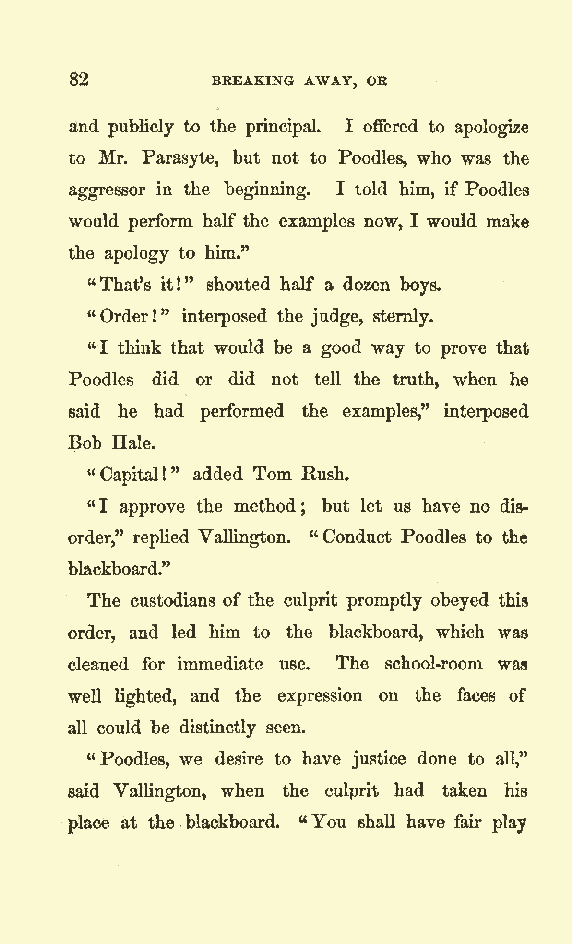 82 BREAKING AWAY, OR
and publicly to the principal. I offered to apologize
to Mr. Parasyte, but not to Poodles, who was the
aggressor in the beginning. I told him, if Poodles
would perform half the examples now, I would make
the apology to him.”
“That’s it!” shouted half a dozen boys.
“Order!” interposed the judge, sternly.
“I think that would be a good way to prove that
Poodles did or did not tell the truth, when he
said he had performed the examples,” interposed
Bob Hale.
“Capital!” added Tom Rush.
“I approve the method; but let us have no dis-
order,” replied Vallington. “Conduct Poodles to the
blackboard.”
The custodians of the culprit promptly obeyed this
order, and led him to the blackboard, which was
cleaned for immediate use. The school-room was
well lighted, and the expression on the faces of
all could be distinctly seen.
“Poodles, we desire to have justice done to all,”
said Vallington, when the culprit had taken his
place at the blackboard. “You shall have fair play